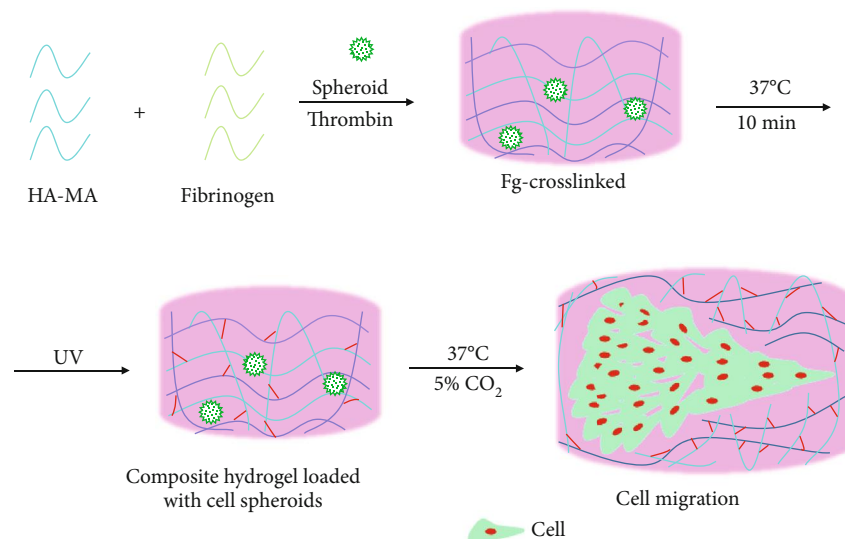 HA-MA
+
Fibrinogen
Spheroid
Thrombin
Fg-crosslinked
37°C
10 min
UV
Composite hydrogel loaded
with cell spheroids
37°C
5% CO₂
Cell migration
Cell